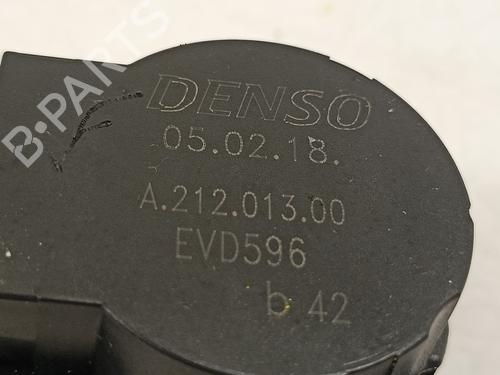 DENSO
05.02.18.
A.212.013.00
EVD596
b 42
B-PARTS